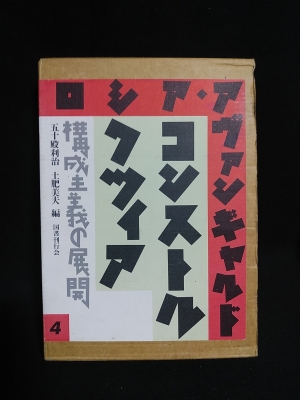 ロシア・アヴァンギャルド
コンストル
クツィア
構成主義の展開
五十殿利治 土肥美夫 編 国書刊行会
4